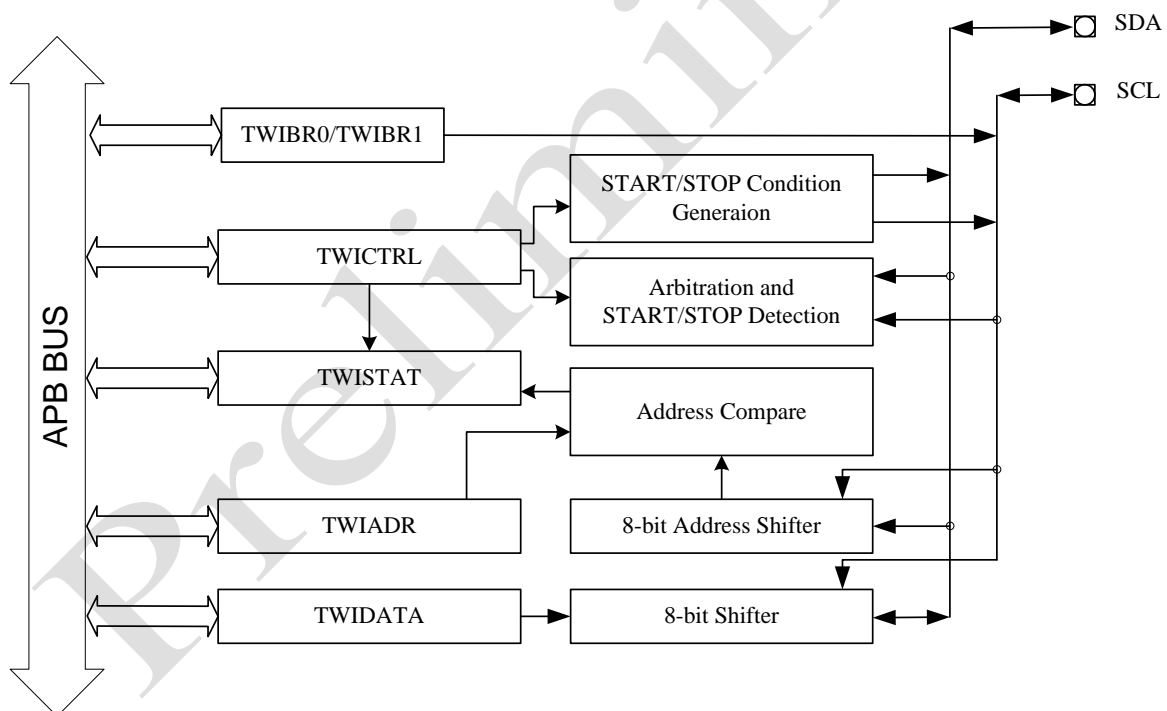 SDA
SCL
TWIBR0/TWIBR1
START/STOP Condition
Generaion
TWICTRL
Arbitration and
START/STOP Detection
APB BUS
TWISTAT
Address Compare
TWIADR
8-bit Address Shifter
TWIDATA
8-bit Shifter
Prelimi